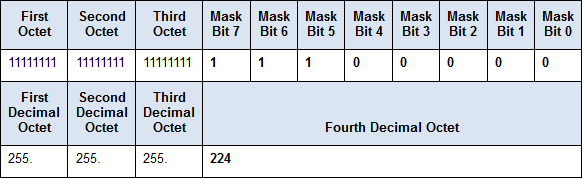 First Octet Second Octet Third Octet Mask Bit 7 Mask Bit 6 Mask Bit 5 Mask Bit 4 Mask Bit 3 Mask Bit 2 Mask Bit 1 Mask Bit 0
11111111 11111111 11111111 1 1 1 0 0 0 0 0
First Decimal Octet Second Decimal Octet Third Decimal Octet Fourth Decimal Octet
255. 255. 255. 224